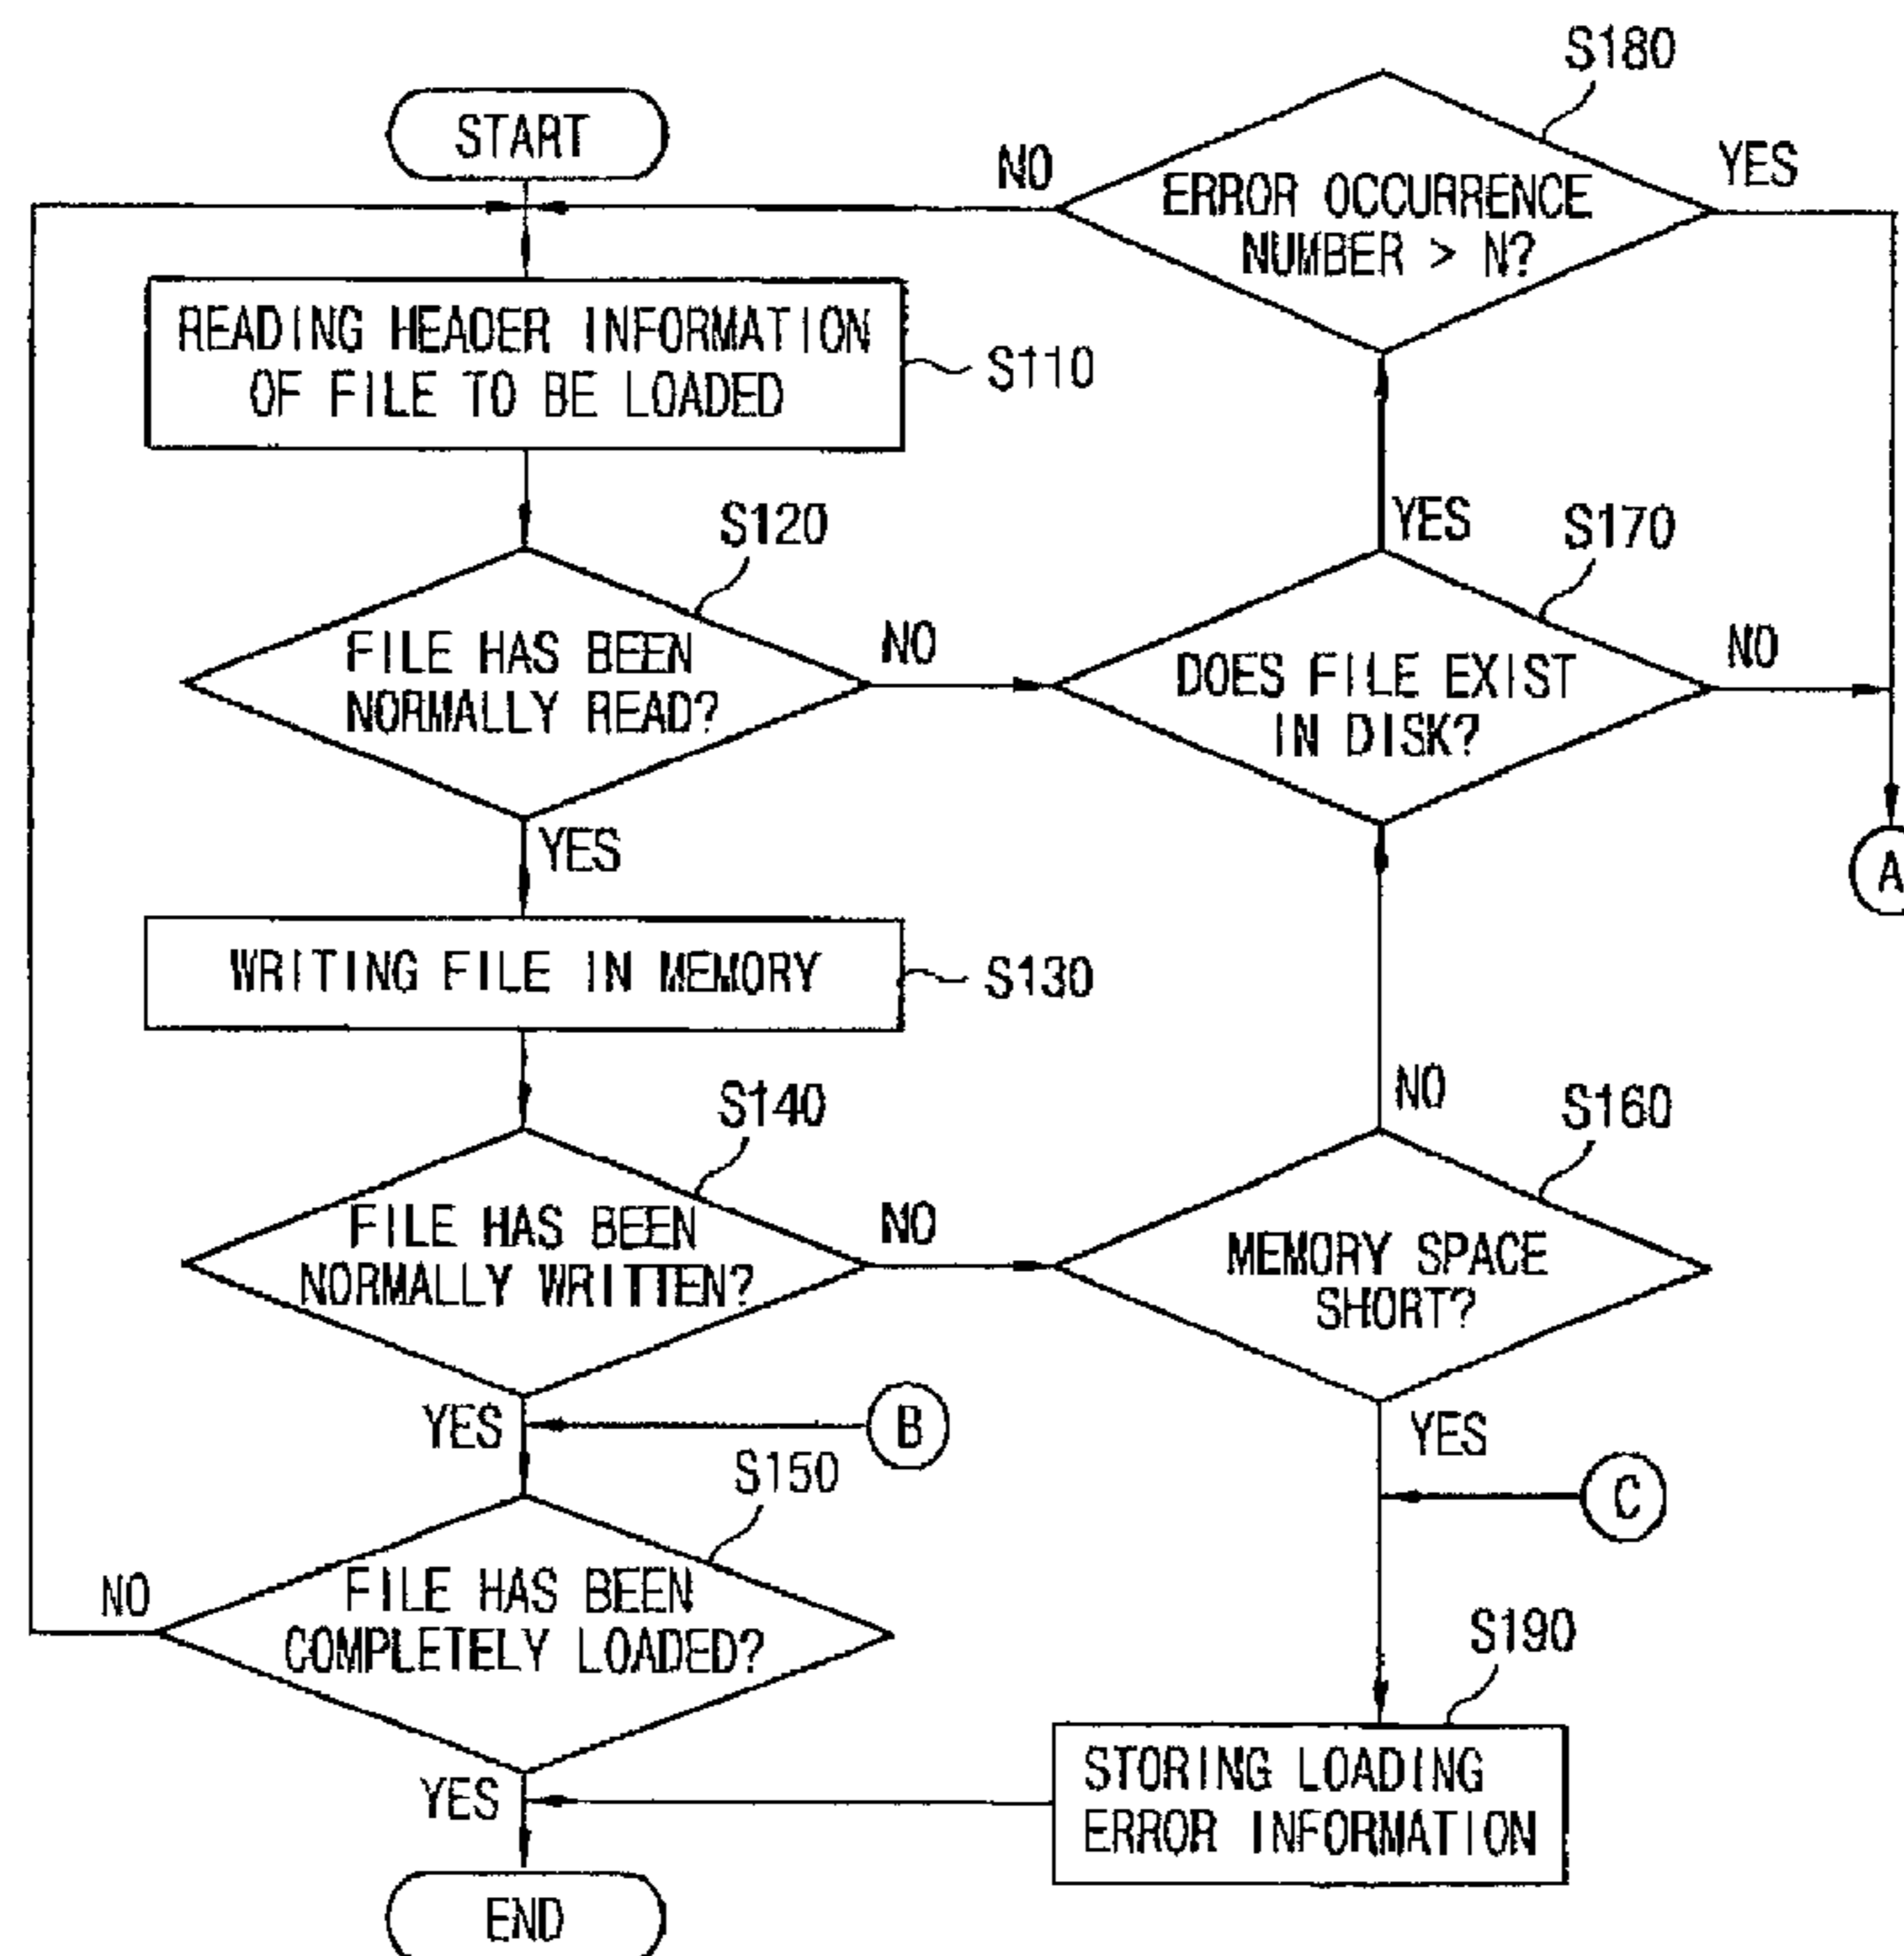 START
READING HEADER INFORMATION
OF FILE TO BE LOADED
S110
S120
FILE HAS BEEN
NORMALLY READ?
NO
YES
WRITING FILE IN MEMORY
S130
S140
FILE HAS BEEN
NORMALLY WRITTEN?
NO
YES
B
S150
FILE HAS BEEN
COMPLETELY LOADED?
NO
YES
END
S180
ERROR OCCURRENCE
NUMBER > N?
NO
YES
YES
S170
DOES FILE EXIST
IN DISK?
NO
A
NO
S160
MEMORY SPACE
SHORT?
YES
C
S190
STORING LOADING
ERROR INFORMATION